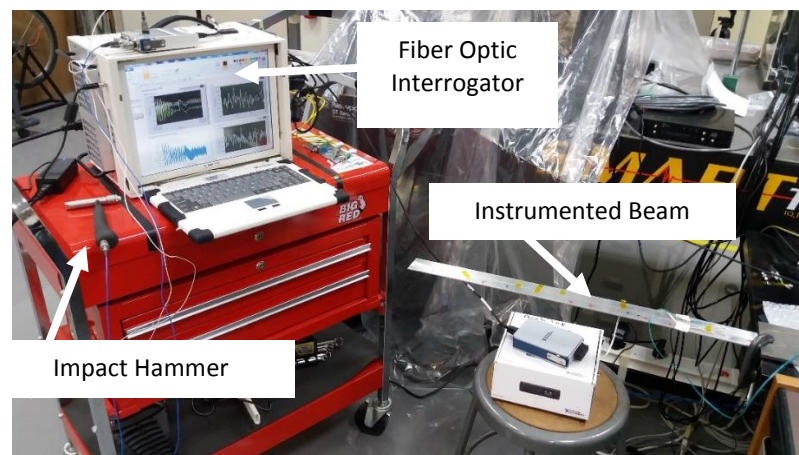 Fiber Optic
Interrogator
Instrumented Beam
BIG
RED
Impact Hammer